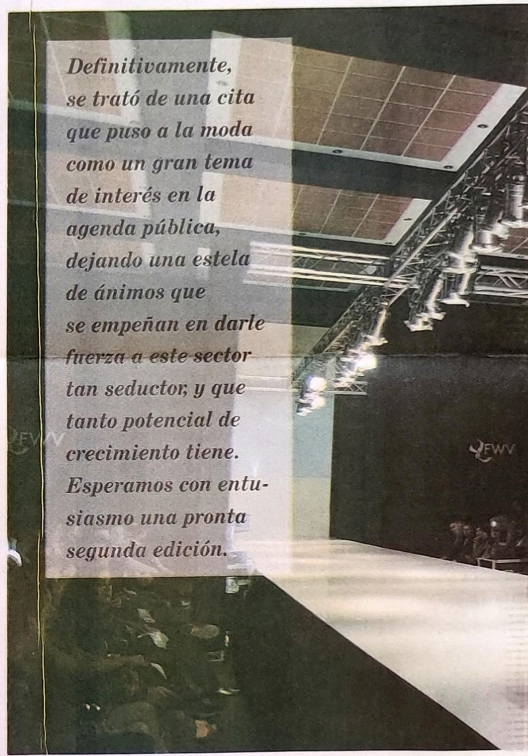 Definitivamente,
se trató de una cita
que puso a la moda
como un gran tema
de interés en la
agenda pública,
dejando una estela
de ánimos que
se empeñan en darle
fuerza a este sector
tan seductor, y que
tanto potencial de
crecimiento tiene.
Esperamos con entu-
siasmo una pronta
segunda edición.
FWV
FWV